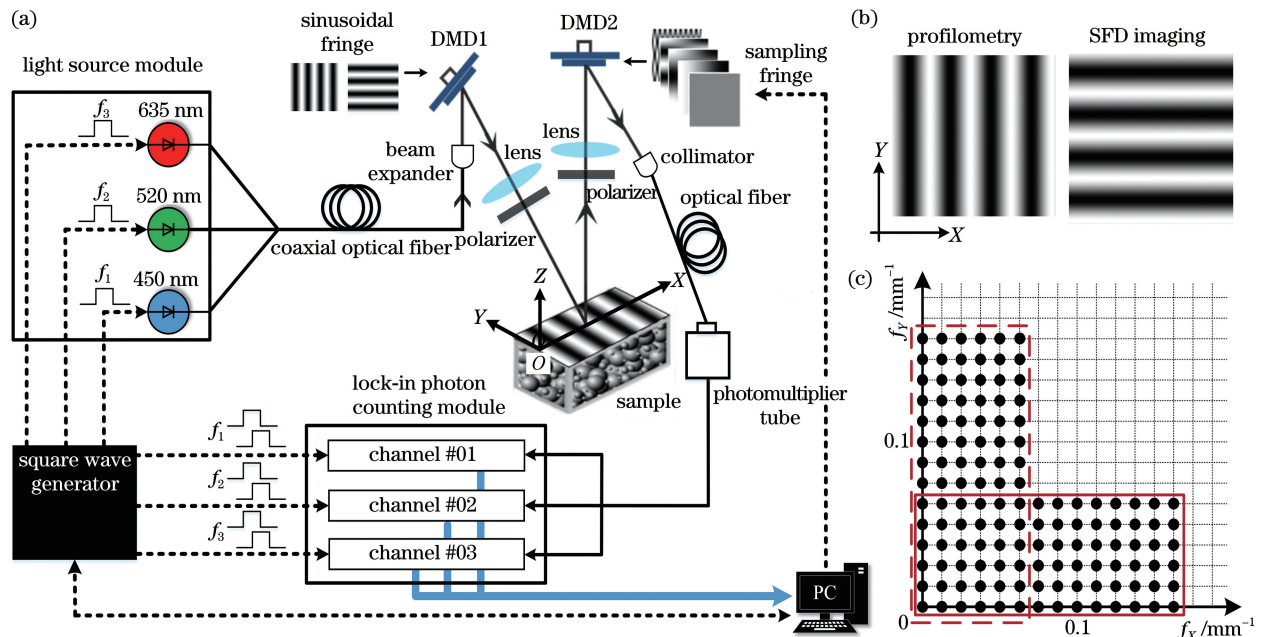 (a)
sinusoidal
fringe
DMD1
DMD2
sampling
fringe
light source module
f3
635 nm
f2
520 nm
f1
450 nm
beam
expander
lens
lens
collimator
polarizer
polarizer
optical fiber
coaxial optical fiber
Z
X
Y
O
sample
photomultiplier
tube
lock-in photon
counting module
square wave
generator
f1
channel #01
f2
channel #02
f3
channel #03
PC
(b)
profilometry
SFD imaging
Y
X
(c)
fY /mm−1
0.1
0
0.1
fX /mm−1